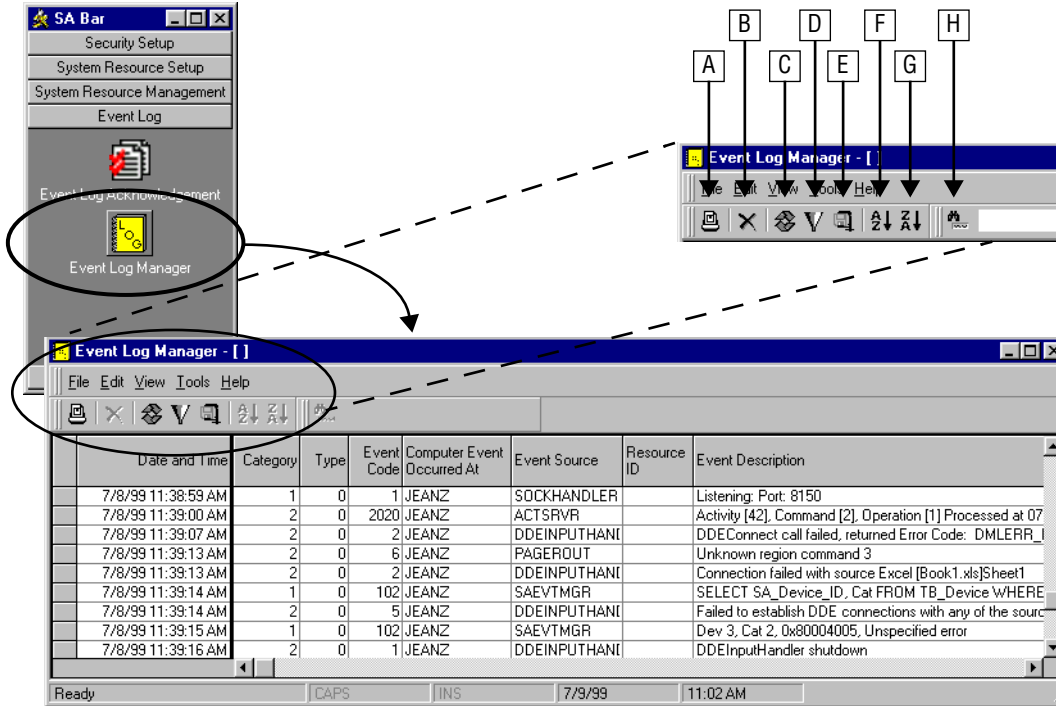 SA Bar
Security Setup
System Resource Setup
System Resource Management
Event Log
Event Log Acknowledgement
LOG
Event Log Manager
A
B
C
D
E
F
G
H
Event Log Manager - [ ]
File Edit View Tools Help
A Z
Z A
Event Log Manager - [ ]
File Edit View Tools Help
A Z
Z A
Date and Time Category Type Event Code Computer Event Occurred At Event Source Resource ID Event Description
7/8/99 11:38:59 AM 1 0 1 JEANZ SOCKHANDLER Listening: Port: 8150
7/8/99 11:39:00 AM 2 0 2020 JEANZ ACTSRVR Activity [42], Command [2], Operation [1] Processed at 07
7/8/99 11:39:07 AM 2 0 2 JEANZ DDEINPUTHAND DDEConnect call failed, returned Error Code: DMLERR_
7/8/99 11:39:13 AM 2 0 6 JEANZ PAGEROUT Unknown region command 3
7/8/99 11:39:13 AM 2 0 2 JEANZ DDEINPUTHAND Connection failed with source Excel [Book1.xls]Sheet1
7/8/99 11:39:14 AM 1 0 102 JEANZ SAEVTMGR SELECT SA_Device_ID, Cat FROM TB_Device WHERE
7/8/99 11:39:14 AM 2 0 5 JEANZ DDEINPUTHAND Failed to establish DDE connections with any of the sourc
7/8/99 11:39:15 AM 1 0 102 JEANZ SAEVTMGR Dev 3, Cat 2, 0x80004005, Unspecified error
7/8/99 11:39:16 AM 2 0 1 JEANZ DDEINPUTHAND DDEInputHandler shutdown
Ready CAPS INS 7/9/99 11:02 AM